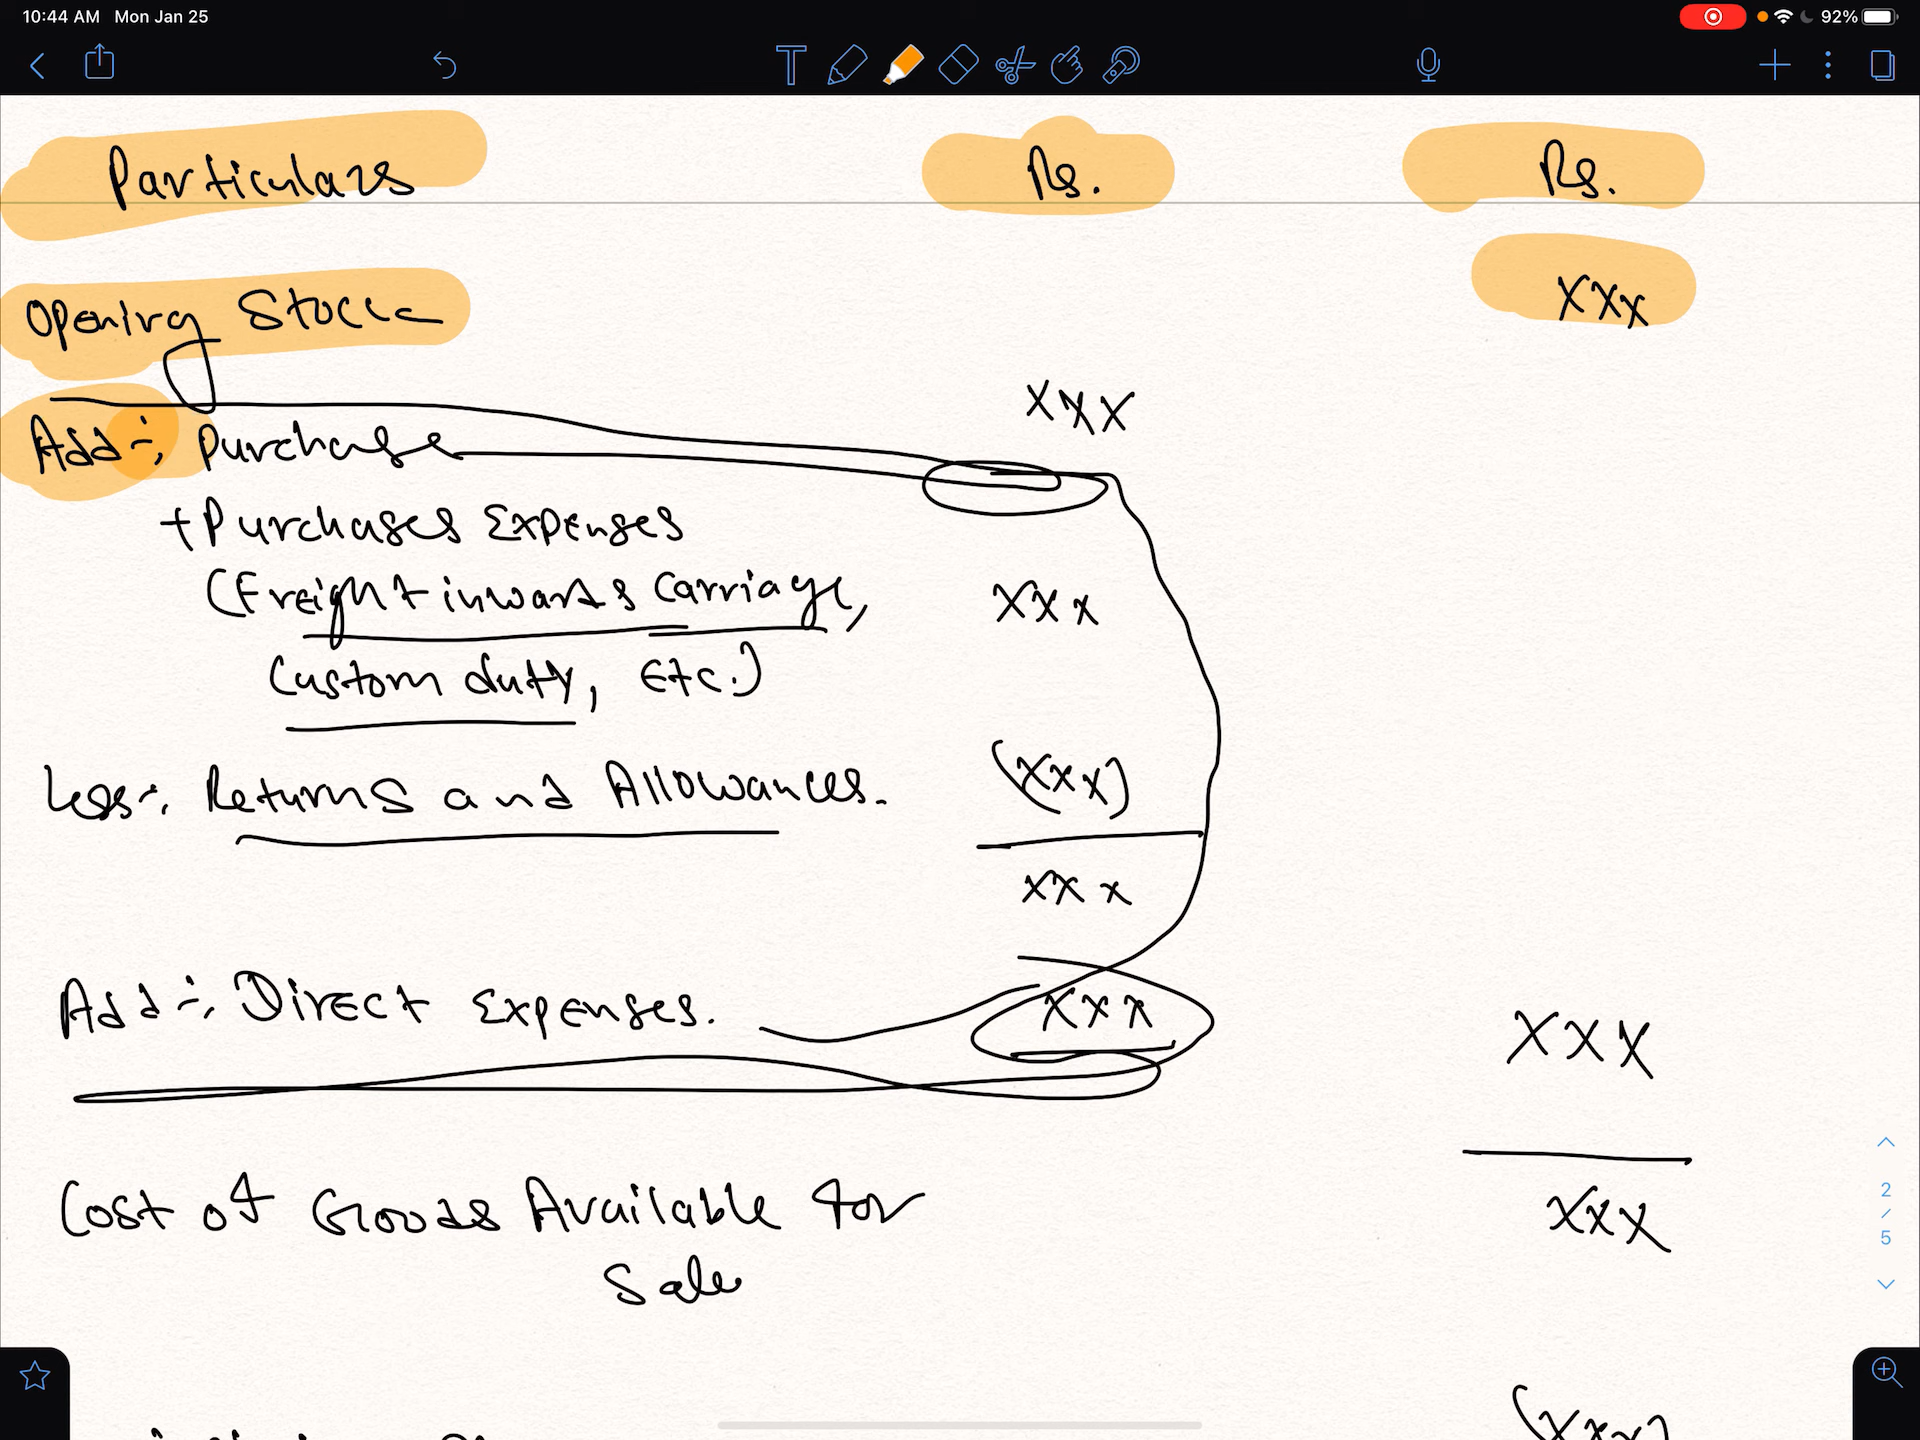 10:44 AM Mon Jan 25 92%
Particulars Rs. Rs.
Opening Stock XXX
XXX
Add:- Purchase
+Purchases Expenses
(Freight inwards Carriage, XXX
Custom duty, Etc.)
Less:- Returns and Allowances. (XXX)
XXX
Add:- Direct Expenses. XXX XXX
Cost of Goods Available for XXX
Sale
2
/
5
(XXX)